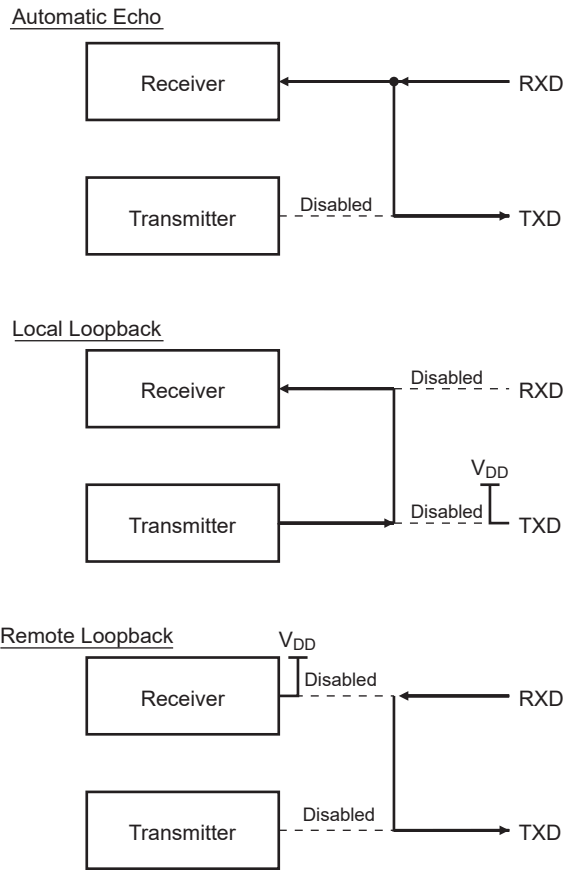 Automatic Echo
Receiver
RXD
Transmitter
Disabled
TXD
Local Loopback
Receiver
Disabled
RXD
VDD
Transmitter
Disabled
TXD
Remote Loopback
VDD
Receiver
Disabled
RXD
Transmitter
Disabled
TXD